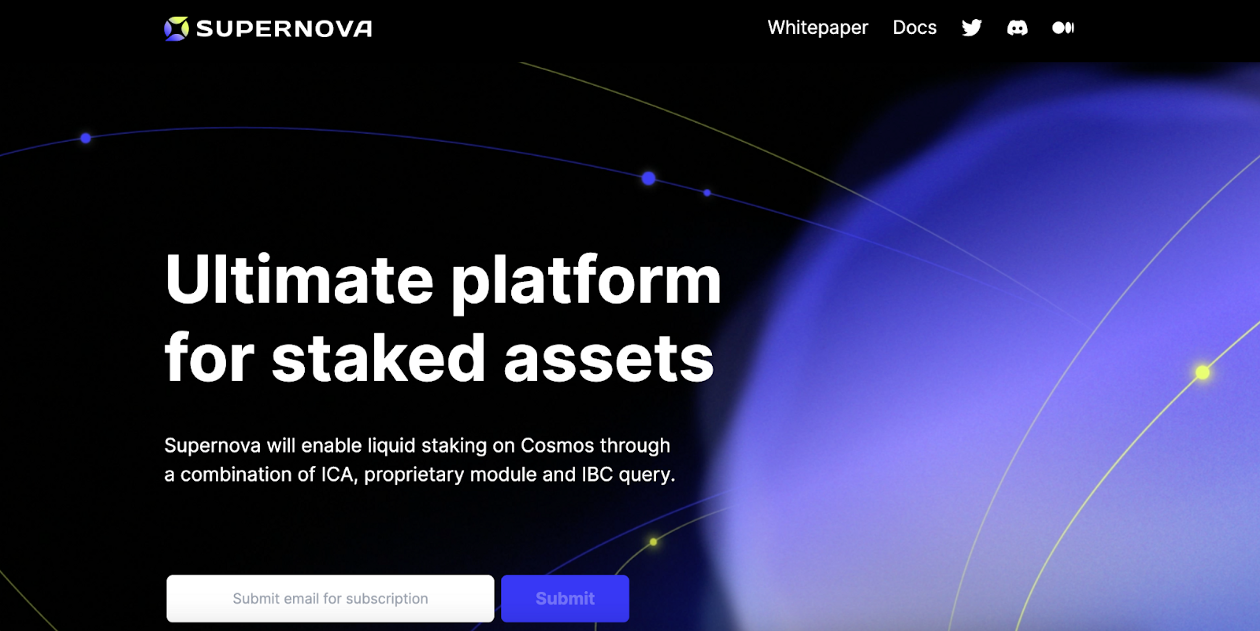 SUPERNOVA
Whitepaper Docs
Ultimate platform
for staked assets
Supernova will enable liquid staking on Cosmos through
a combination of ICA, proprietary module and IBC query.
Submit email for subscription
Submit